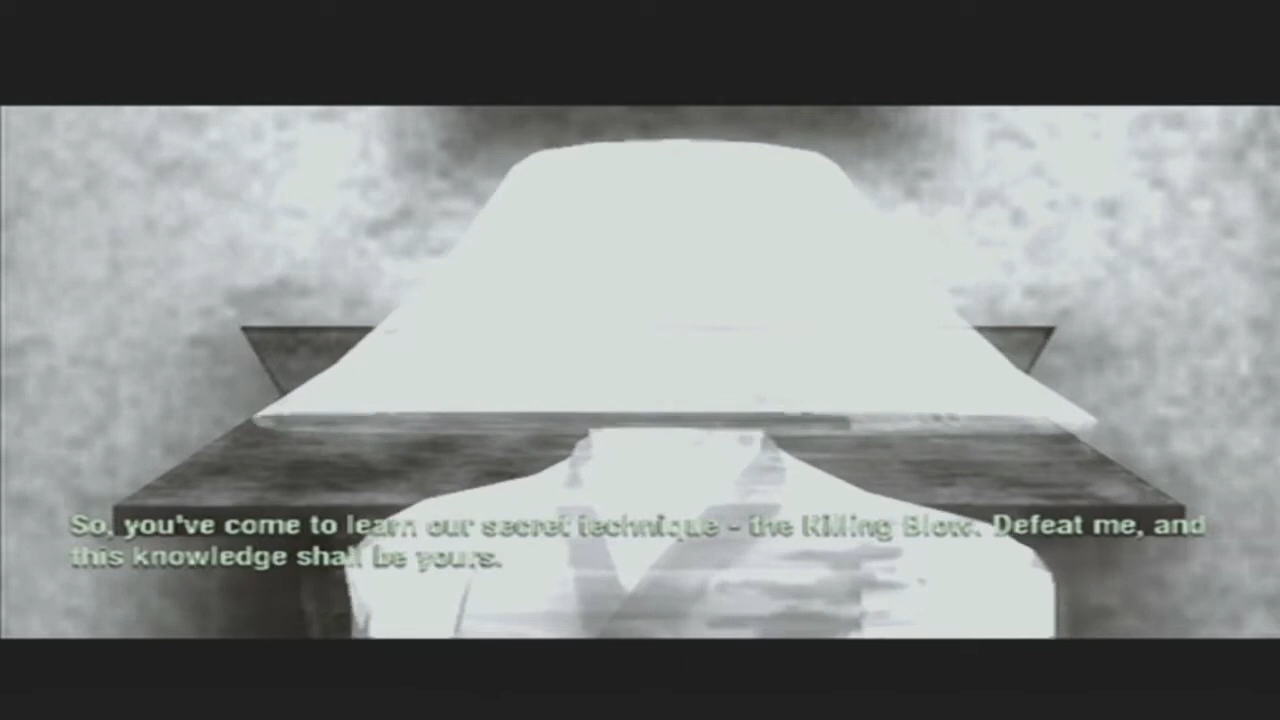 So, you've come to learn our secret technique - the Killing Blow. Defeat me, and
this knowledge shall be yours.